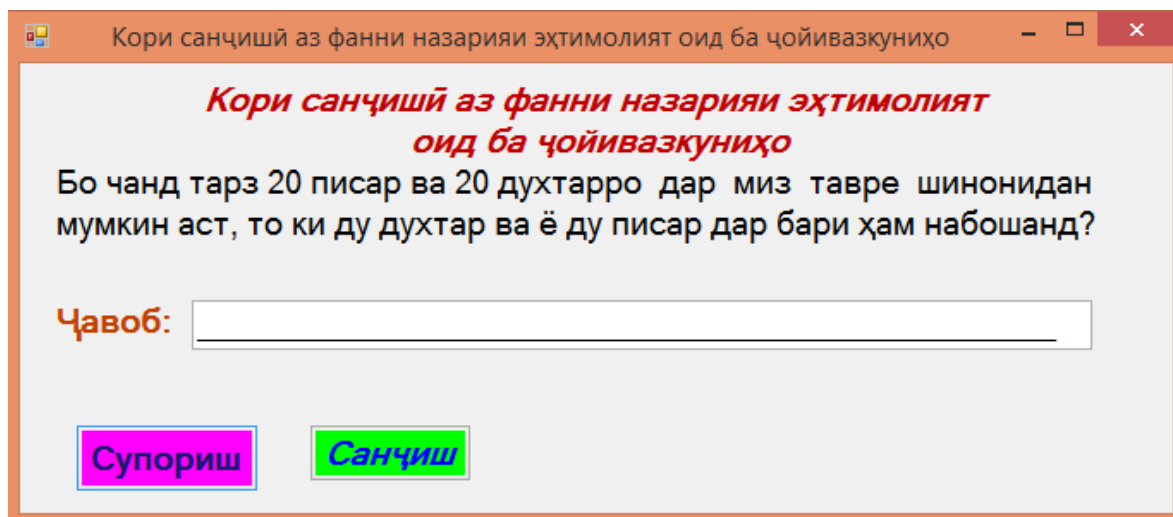 Кори санҷишӣ аз фанни назарияи эҳтимолият оид ба ҷойивазкуниҳо
Кори санҷишӣ аз фанни назарияи эҳтимолият
оид ба ҷойивазкуниҳо
Бо чанд тарз 20 писар ва 20 духтарро дар миз тавре шинонидан
мумкин аст, то ки ду духтар ва ё ду писар дар бари ҳам набошанд?
Ҷавоб:
Супориш
Санҷиш